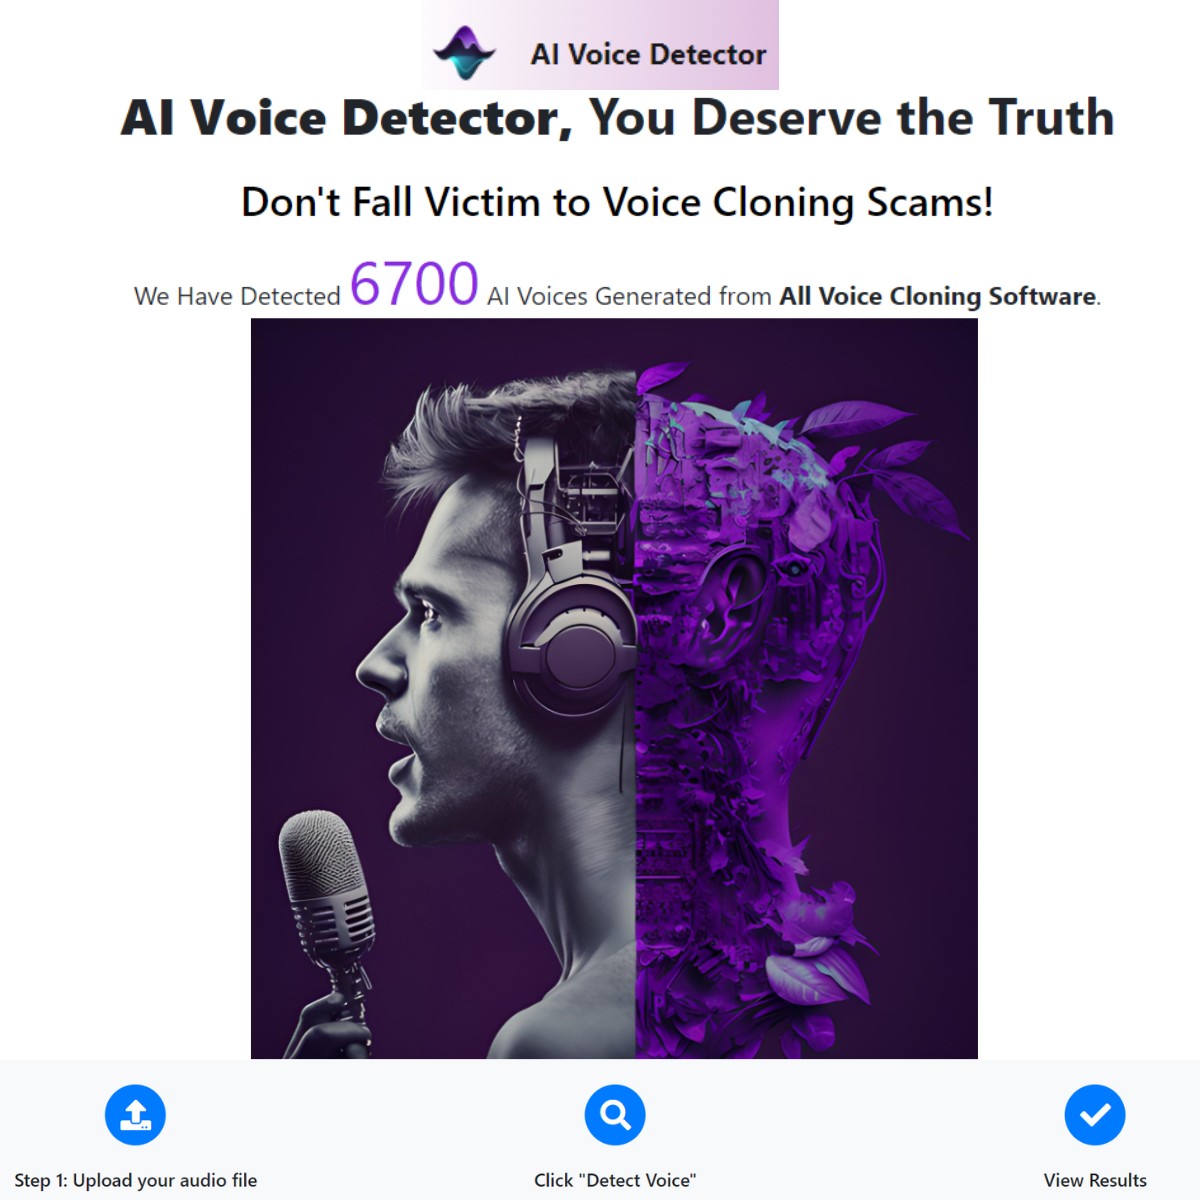 AI Voice Detector
AI Voice Detector, You Deserve the Truth
Don't Fall Victim to Voice Cloning Scams!
We Have Detected 6700 AI Voices Generated from All Voice Cloning Software.
Step 1: Upload your audio file
Click "Detect Voice"
View Results